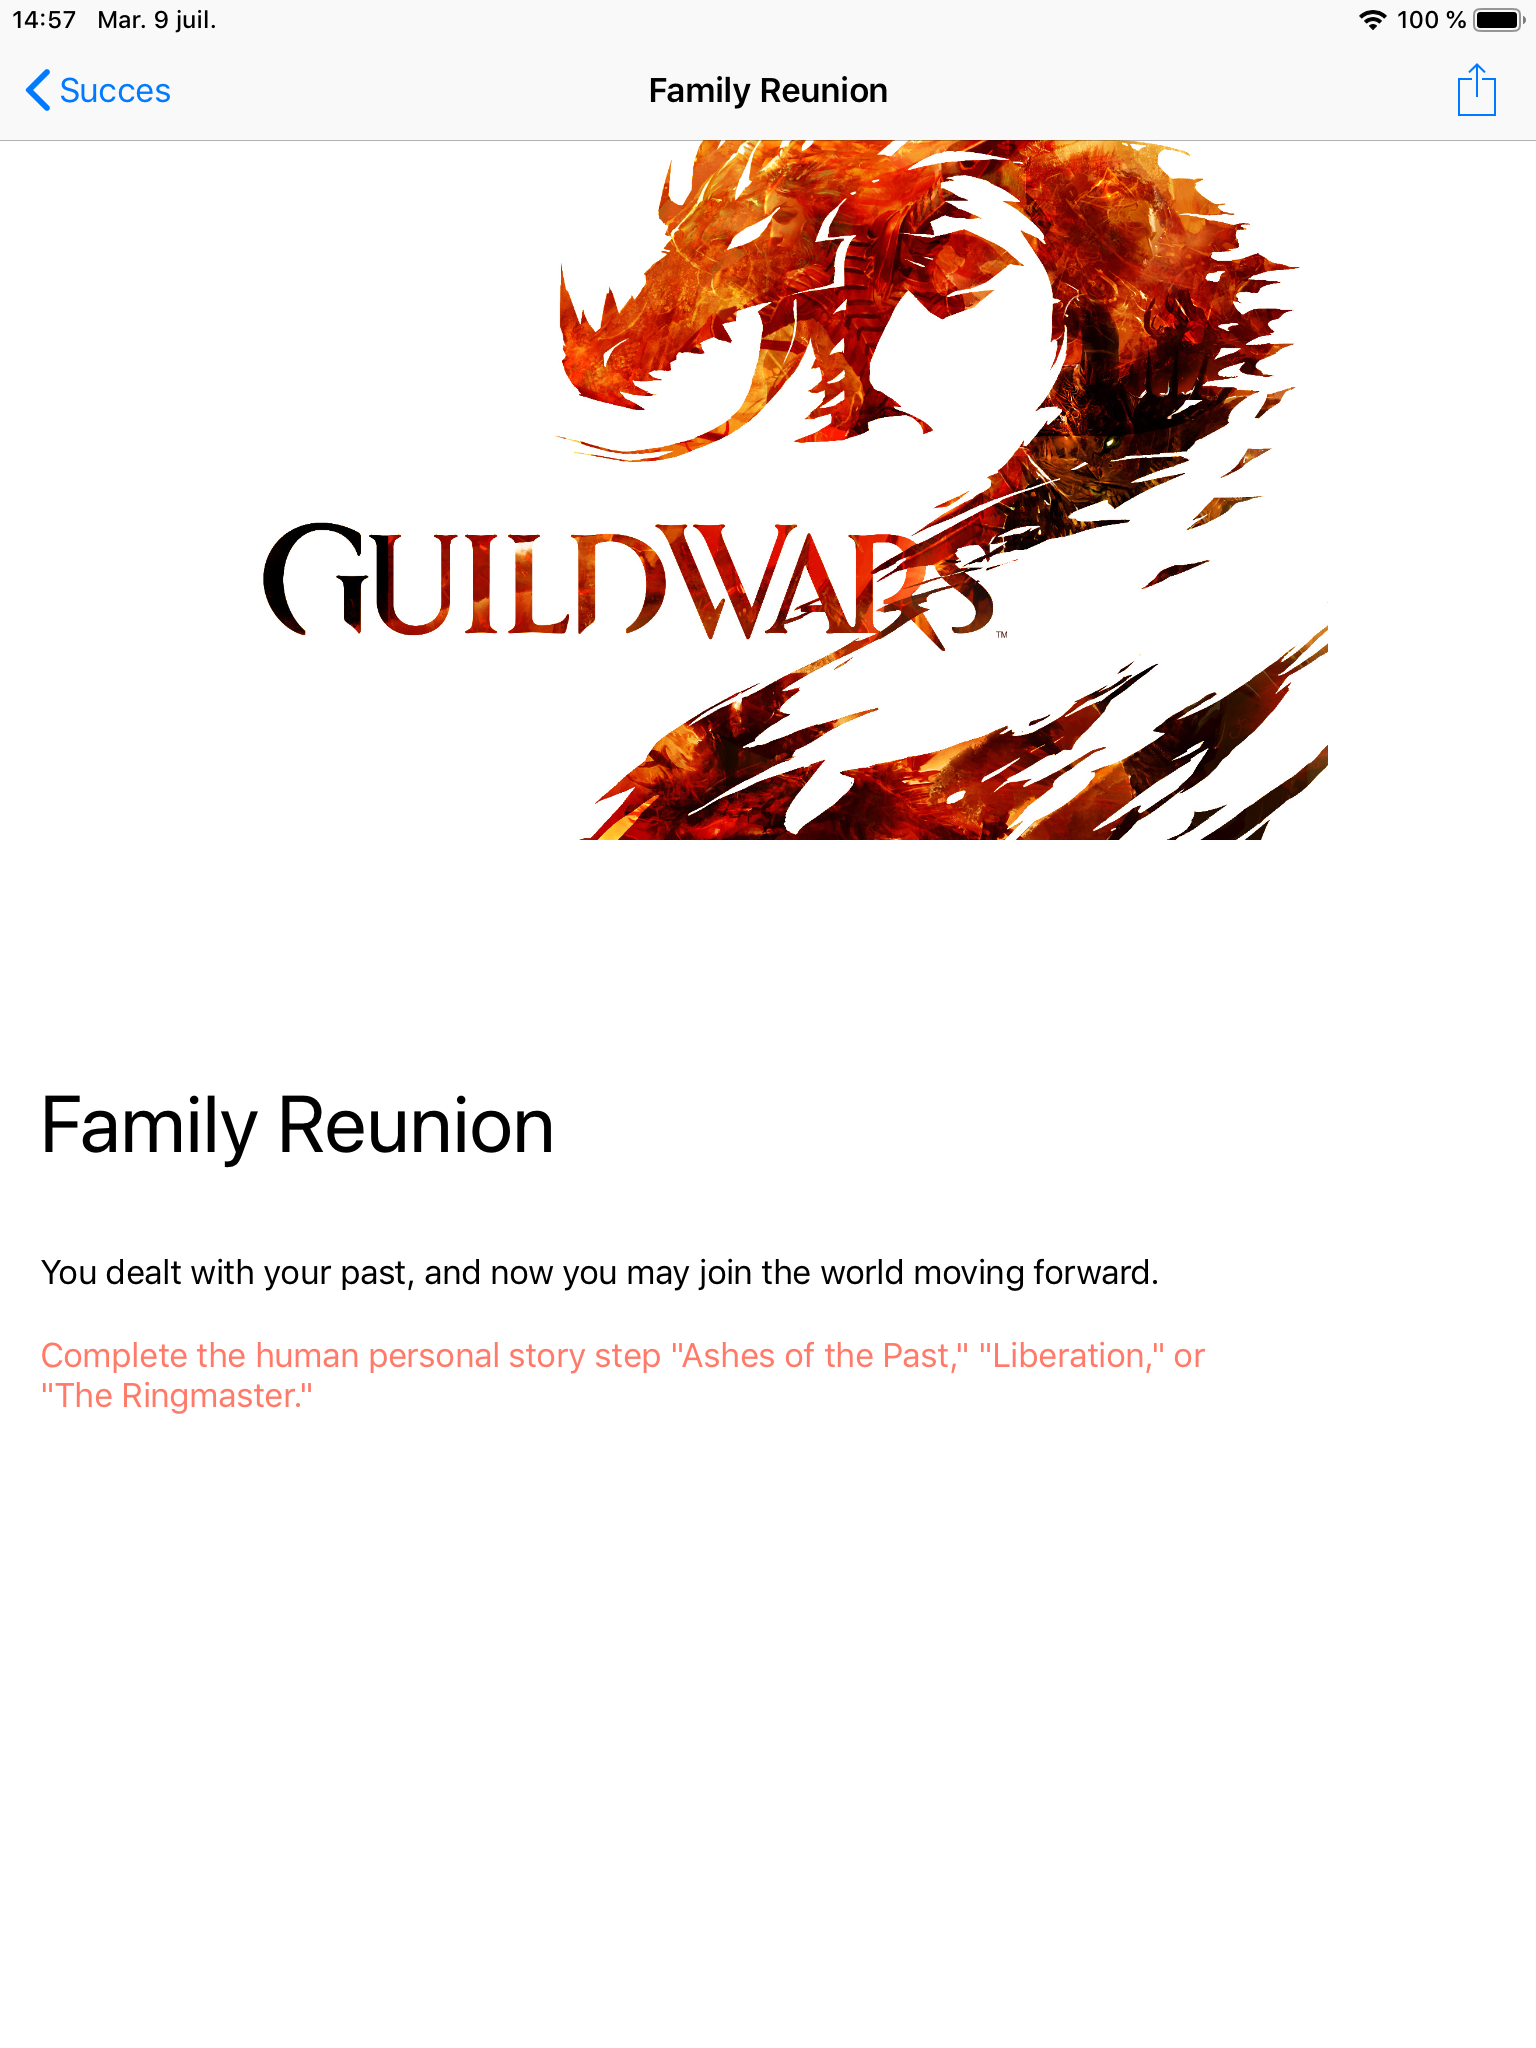 14:57 Mar. 9 juil. 100 %
Succes Family Reunion
GUILD WARS
TM
Family Reunion
You dealt with your past, and now you may join the world moving forward.
Complete the human personal story step "Ashes of the Past," "Liberation," or
"The Ringmaster."